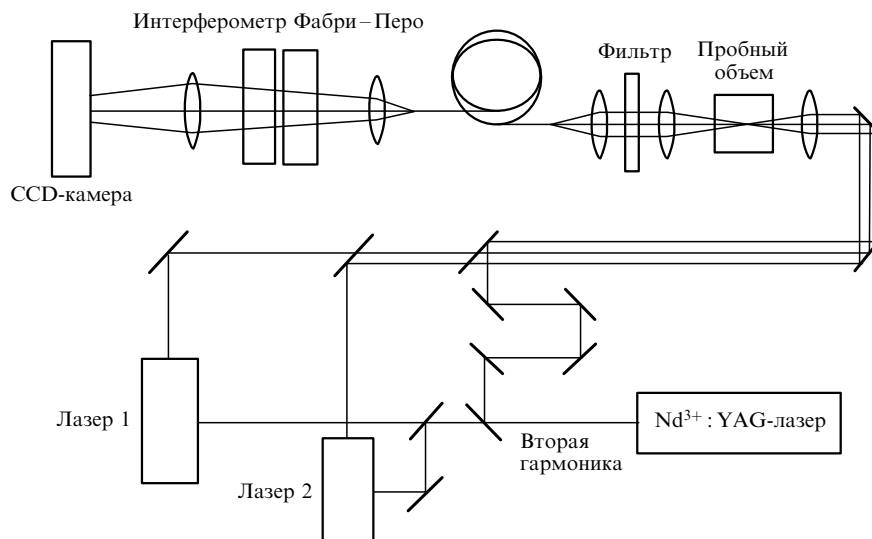 Интерферометр Фабри – Перо
Фильтр
Пробный
объем
CCD-камера
Лазер 1
Лазер 2
Вторая
гармоника
Nd³⁺ : YAG-лазер